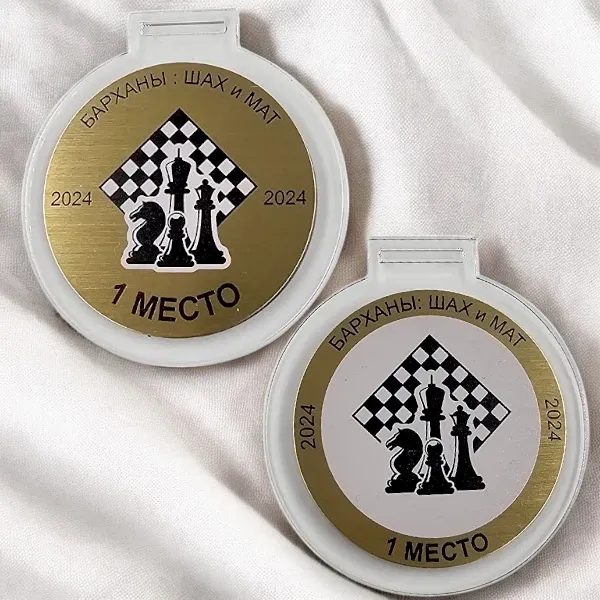 БАРХАНЫ : ШАХ и МАТ
2024 2024
1 МЕСТО
БАРХАНЫ: ШАХ и МАТ
2024 2024
1 МЕСТО